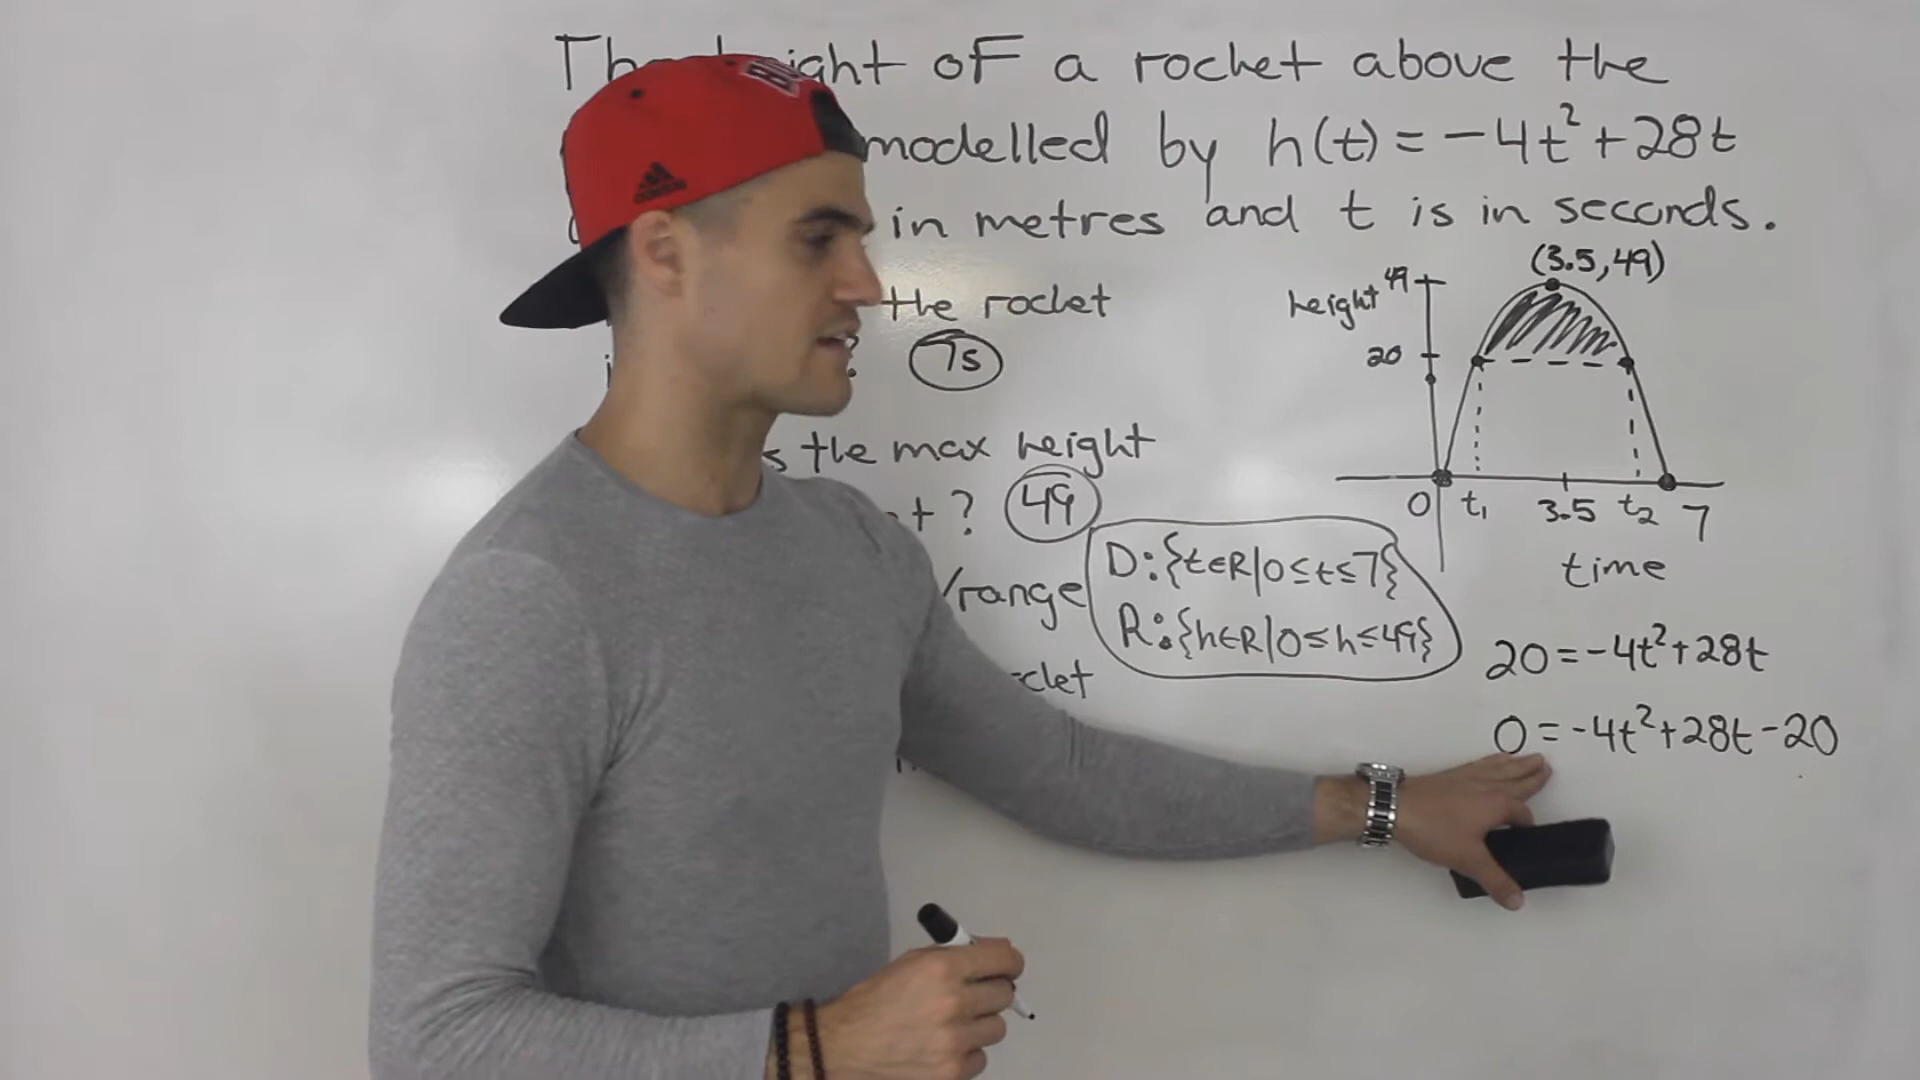 The height of a rocket above the
modelled by h(t) = -4t² + 28t
in metres and t is in seconds.
the rocket
? 7s
s the max height
t ? 49
/range
D: {t∈R|0≤t≤7}
R: {h∈R|0≤h≤49}
(3.5, 49)
height 49
20
0 t₁ 3.5 t₂ 7
time
20 = -4t² + 28t
0 = -4t² + 28t - 20
adidas